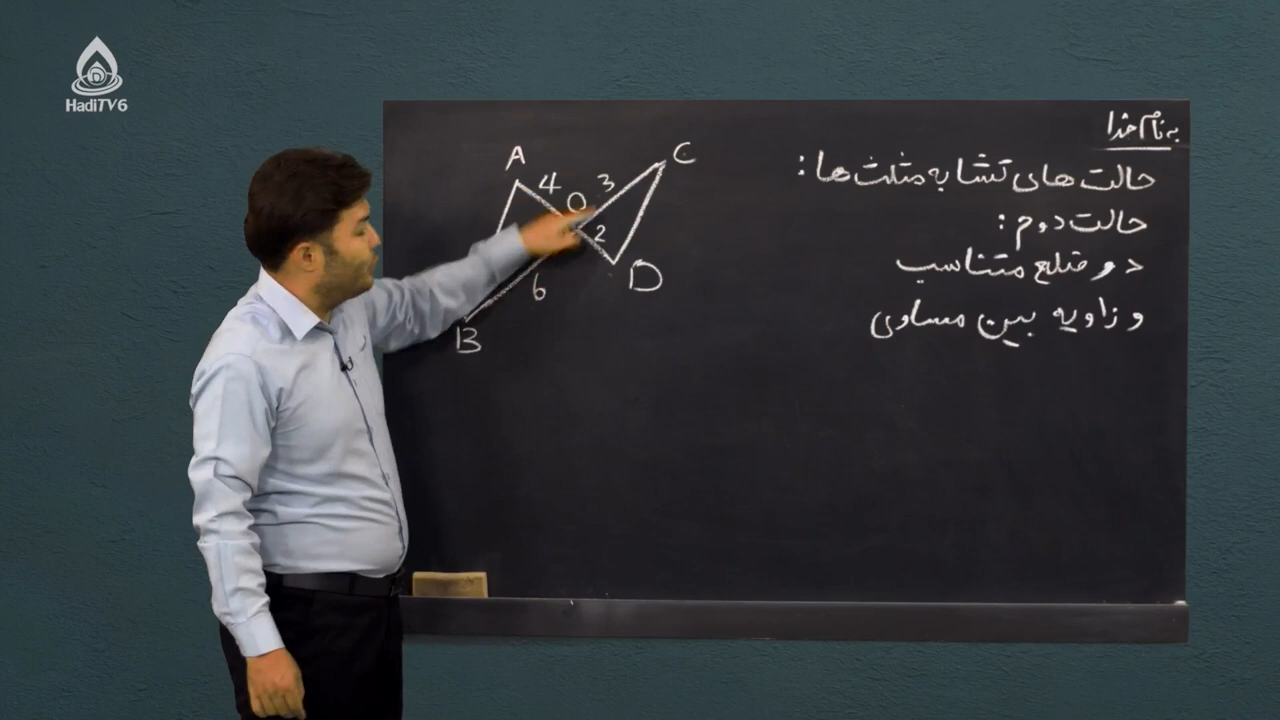 HadiTV6
به نام خدا
حالت های تشابه مثلث ها :
حالت دوم :
دو ضلع متناسب
و زاویه بین مساوی
A 4 O 3 C
2
B 6 D